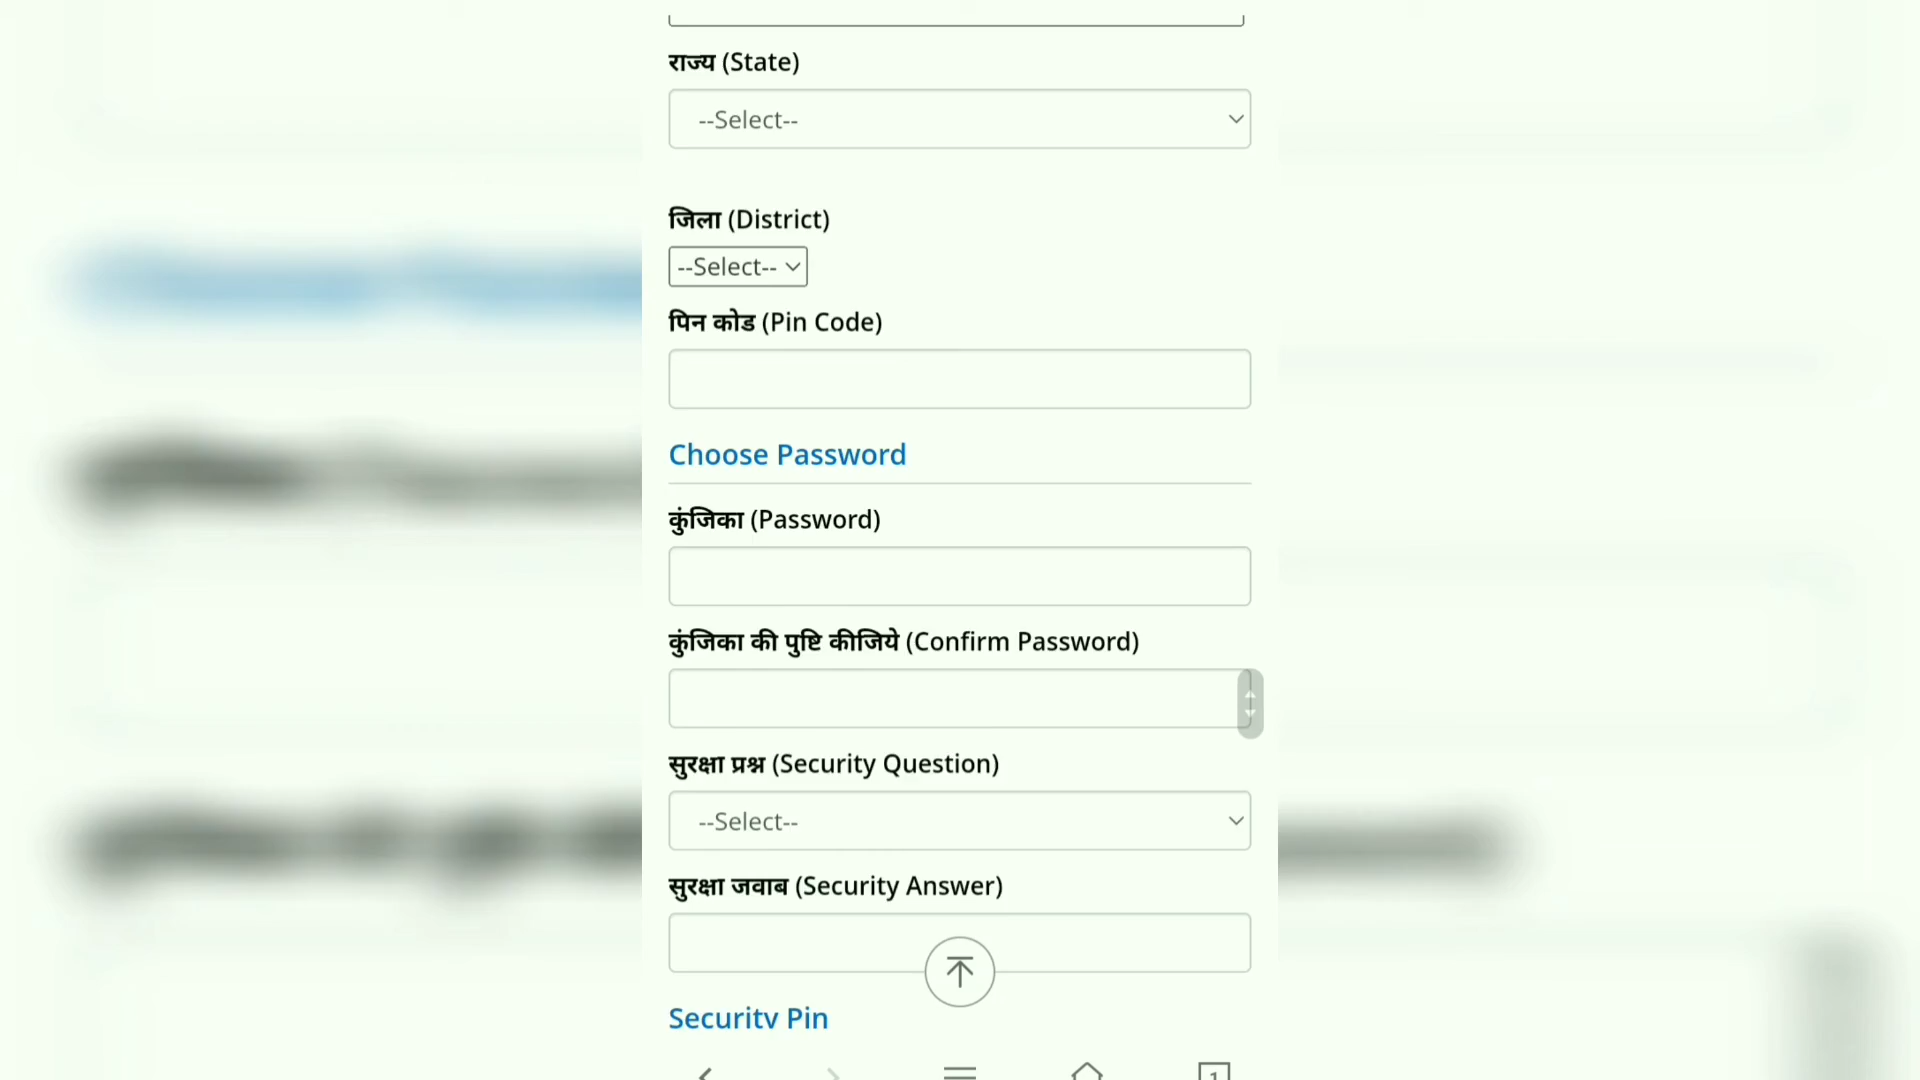 राज्य (State)
--Select--
जिला (District)
--Select--
पिन कोड (Pin Code)
Choose Password
कुंजिका (Password)
कुंजिका की पुष्टि कीजिये (Confirm Password)
सुरक्षा प्रश्न (Security Question)
--Select--
सुरक्षा जवाब (Security Answer)
Security Pin
1